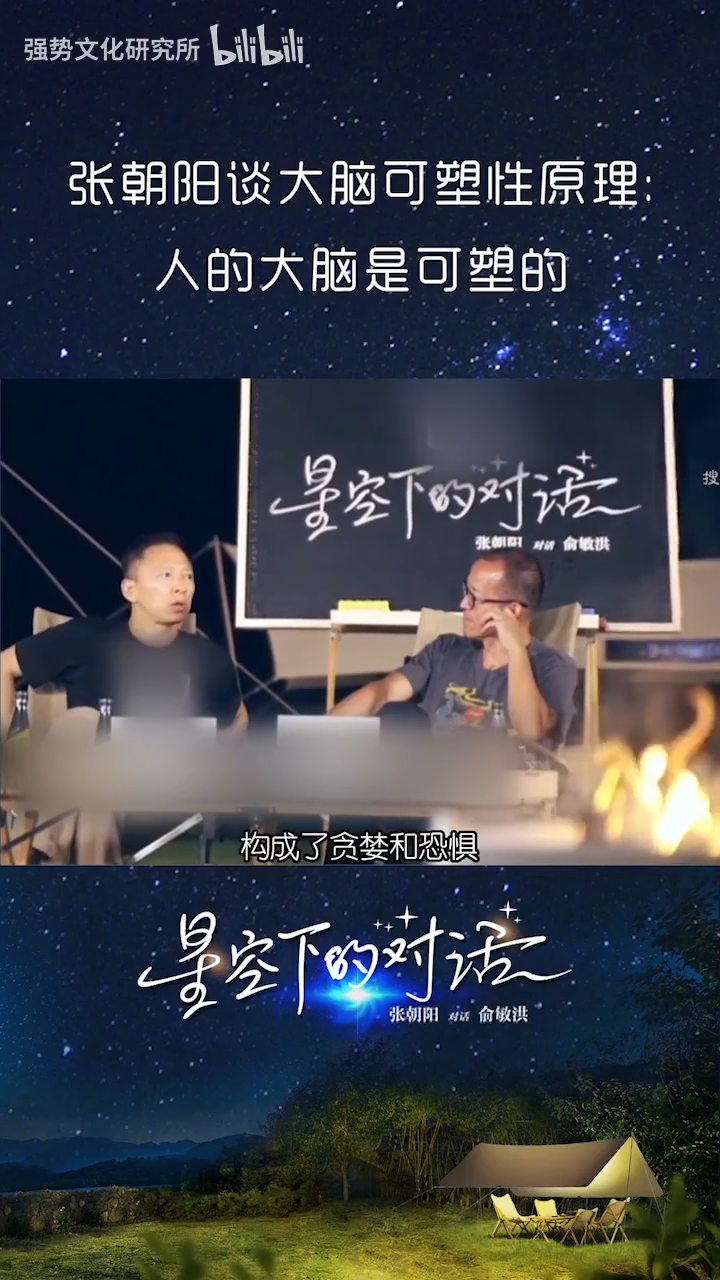 强势文化研究所 bilibili
张朝阳谈大脑可塑性原理:
人的大脑是可塑的
搜
星空下的对话
张朝阳 对话 俞敏洪
构成了贪婪和恐惧
星空下的对话
张朝阳 对话 俞敏洪